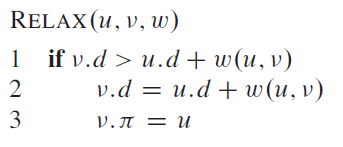 RELAX(u, v, w)
1 if v.d > u.d + w(u, v)
2 v.d = u.d + w(u, v)
3 v.π = u